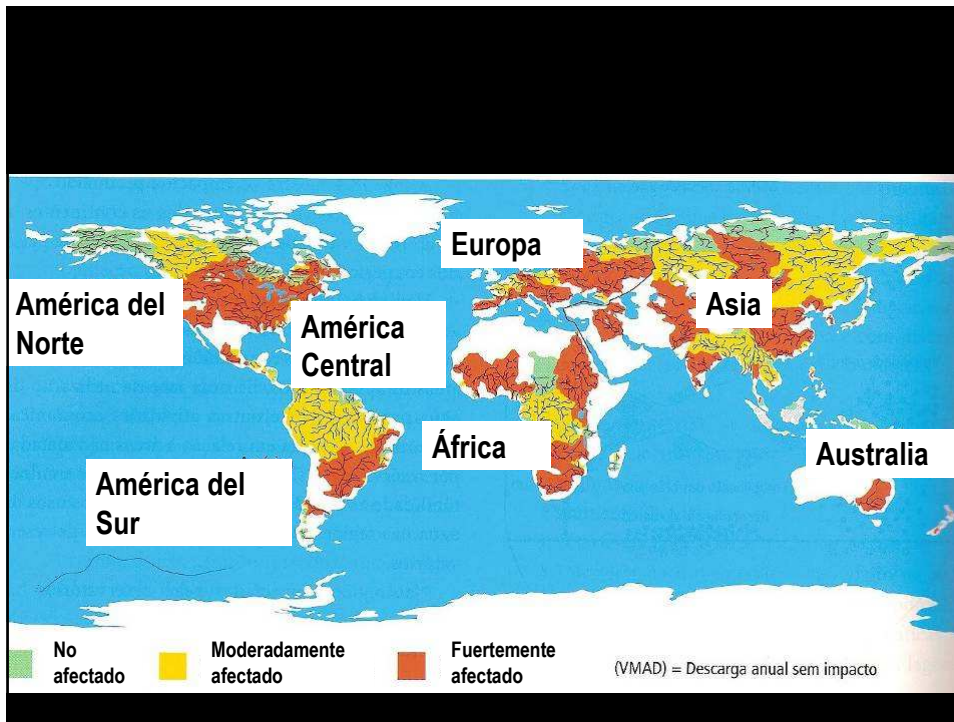 Europa
América del
Norte
América
Central
Asia
África
Australia
América del
Sur
No
afectado
Moderadamente
afectado
Fuertemente
afectado
(VMAD) = Descarga anual sem impacto